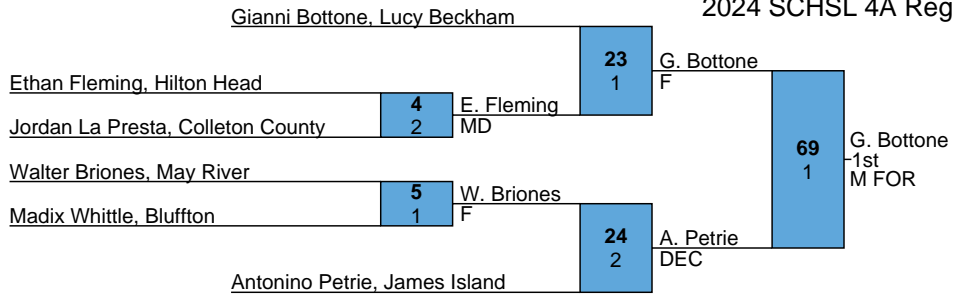 2024 SCHSL 4A Reg
Gianni Bottone, Lucy Beckham
23
1
G. Bottone
F
Ethan Fleming, Hilton Head
4
2
E. Fleming
MD
Jordan La Presta, Colleton County
69
1
G. Bottone
1st
M FOR
Walter Briones, May River
5
1
W. Briones
F
Madix Whittle, Bluffton
24
2
A. Petrie
DEC
Antonino Petrie, James Island